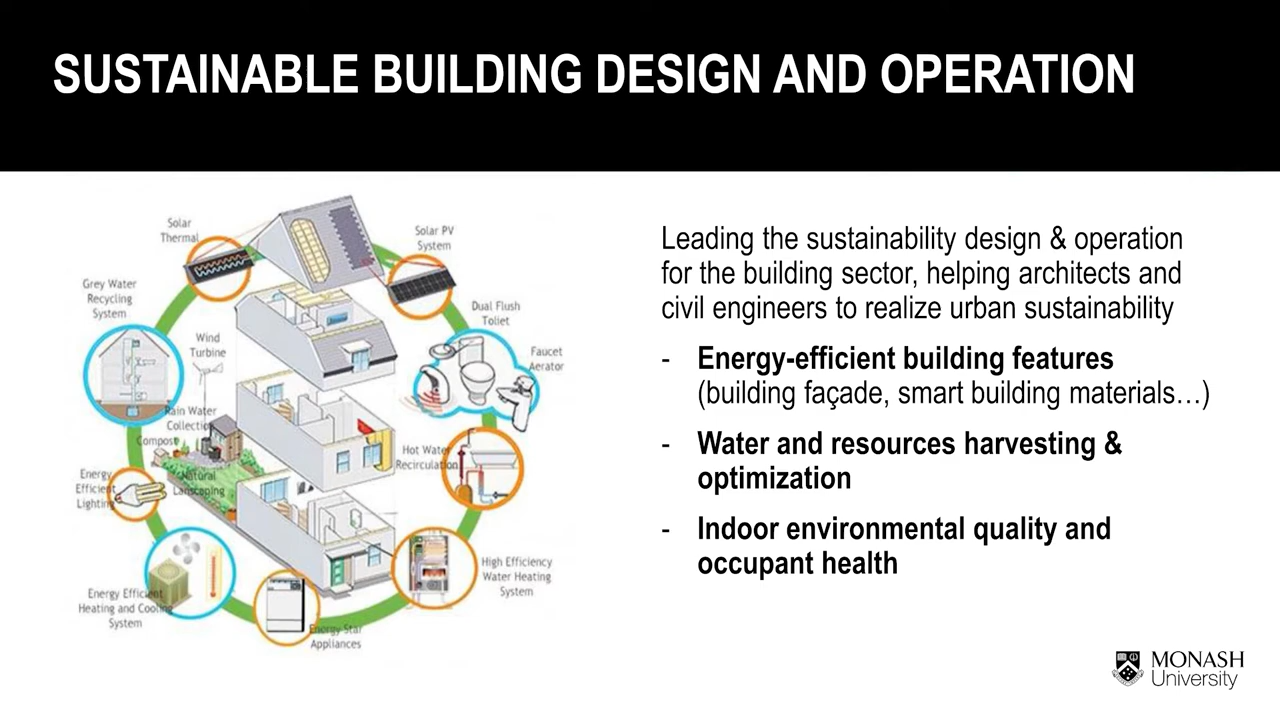 SUSTAINABLE BUILDING DESIGN AND OPERATION
Solar
Thermal
Solar PV
System
Grey Water
Recycling
System
Dual Flush
Toliet
Wind
Turbine
Faucet
Aerator
Rain Water
Collection
Compost
Hot Water
Recirculation
Energy
Efficient
Lighting
Natural
Lanscoping
High Efficiency
Water Heating
System
Energy Efficient
Heating and Cooling
System
Energy Star
Appliances
Leading the sustainability design & operation
for the building sector, helping architects and
civil engineers to realize urban sustainability
- Energy-efficient building features
(building façade, smart building materials…)
- Water and resources harvesting &
optimization
- Indoor environmental quality and
occupant health
MONASH
University